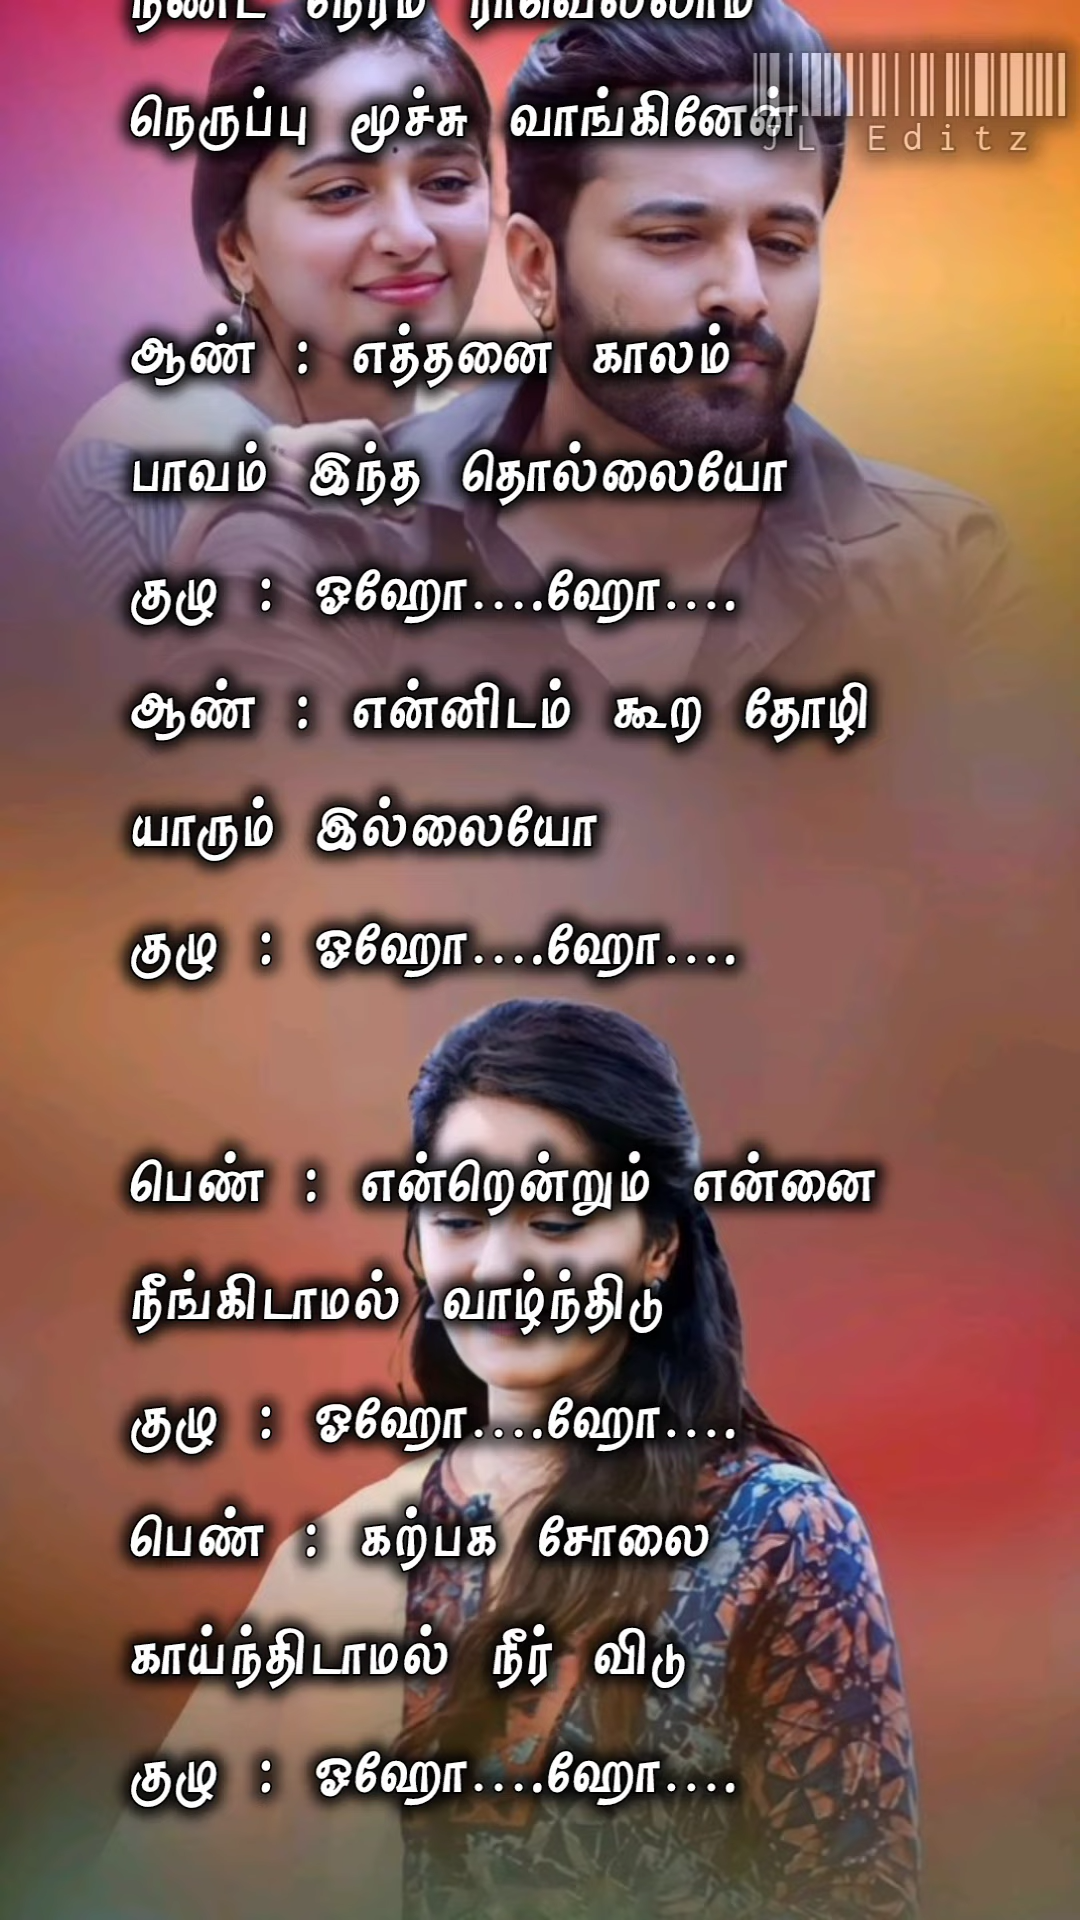 நீண்ட நேரம் ராவெல்லாம்
நெருப்பு மூச்சு வாங்கினேன்
JL Editz
ஆண் : எத்தனை காலம்
பாவம் இந்த தொல்லையோ
குழு : ஓஹோ....ஹோ....
ஆண் : என்னிடம் கூற தோழி
யாரும் இல்லையோ
குழு : ஓஹோ....ஹோ....
பெண் : என்றென்றும் என்னை
நீங்கிடாமல் வாழ்ந்திடு
குழு : ஓஹோ....ஹோ....
பெண் : கற்பக சோலை
காய்ந்திடாமல் நீர் விடு
குழு : ஓஹோ....ஹோ....